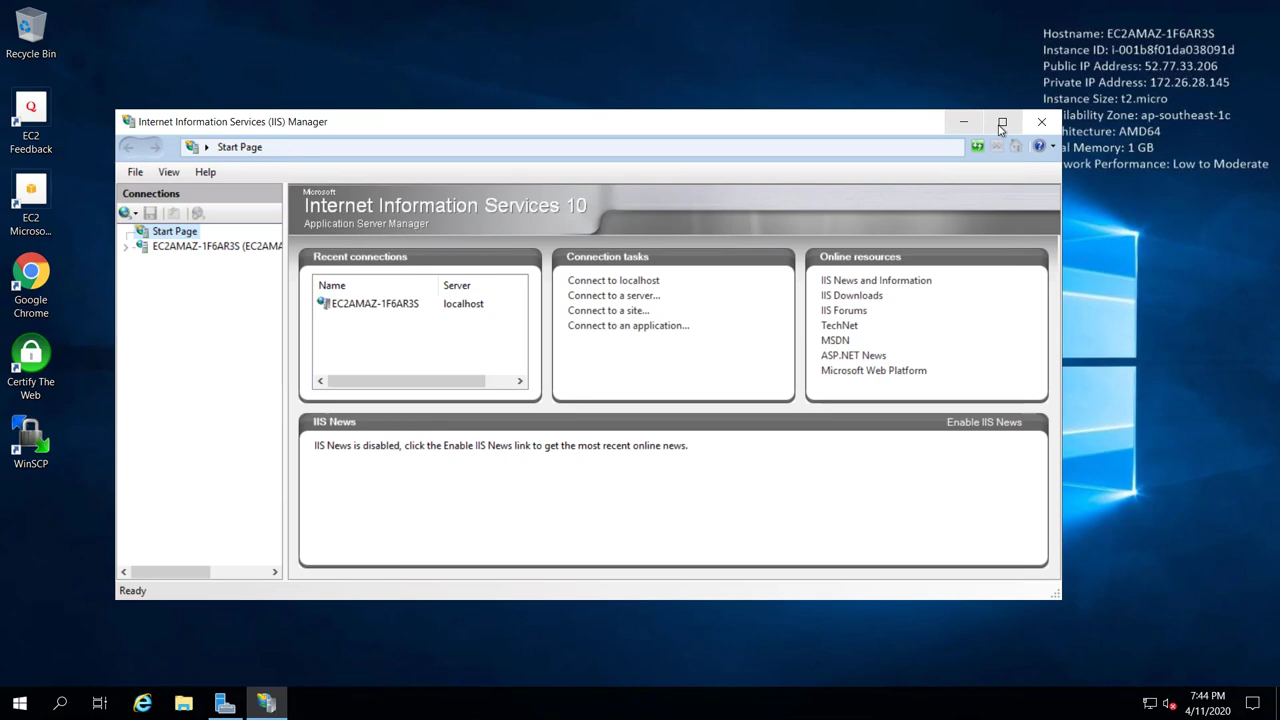 Recycle Bin
EC2
Feedback
EC2
Microso...
Google
Chrome
Certify The
Web
WinSCP
Hostname: EC2AMAZ-1F6AR3S
Instance ID: i-001b8f01da038091d
Public IP Address: 52.77.33.206
Private IP Address: 172.26.28.145
Instance Size: t2.micro
ailability Zone: ap-southeast-1c
chitecture: AMD64
al Memory: 1 GB
work Performance: Low to Moderate
Internet Information Services (IIS) Manager
Start Page
File View Help
Connections
Start Page
EC2AMAZ-1F6AR3S (EC2AMA
Microsoft
Internet Information Services 10
Application Server Manager
Recent connections
Name Server
EC2AMAZ-1F6AR3S localhost
Connection tasks
Connect to localhost
Connect to a server...
Connect to a site...
Connect to an application...
Online resources
IIS News and Information
IIS Downloads
IIS Forums
TechNet
MSDN
ASP.NET News
Microsoft Web Platform
IIS News Enable IIS News
IIS News is disabled, click the Enable IIS News link to get the most recent online news.
Ready
7:44 PM
4/11/2020